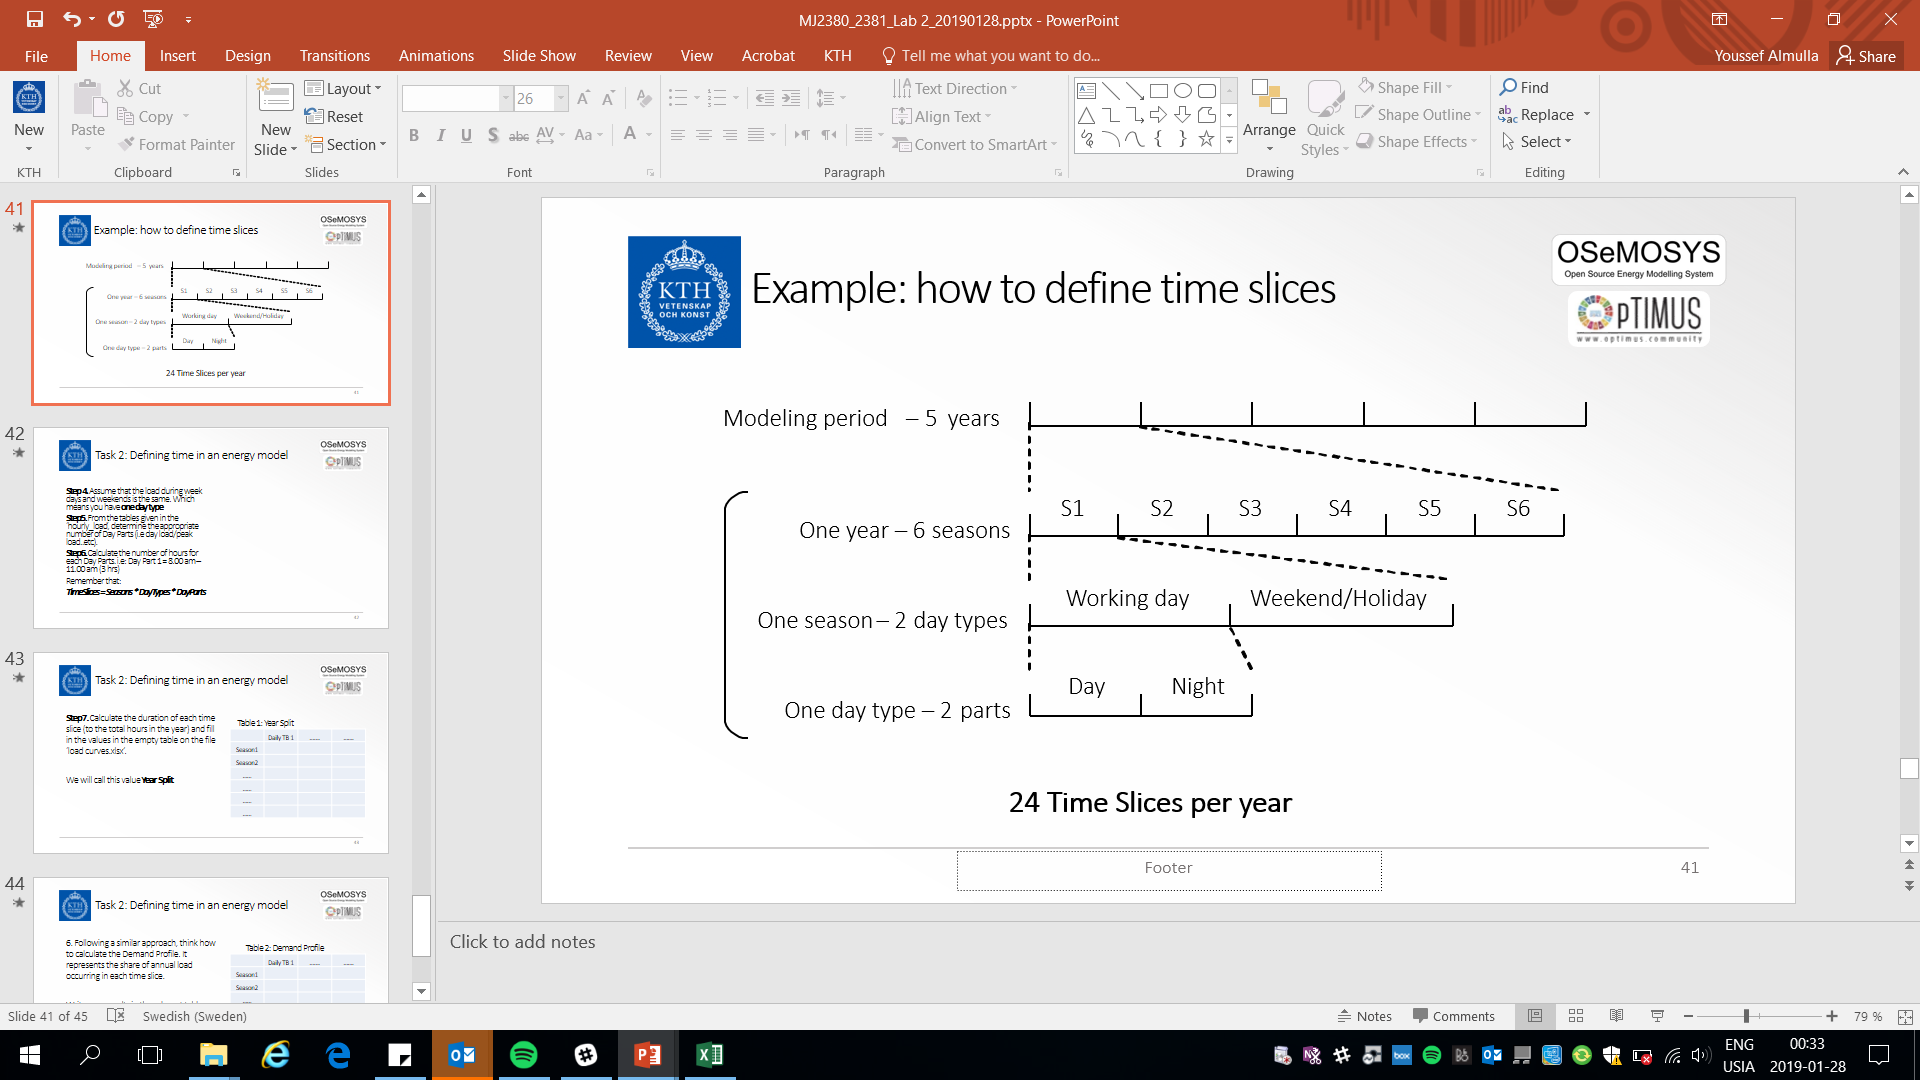 MJ2380_2381_Lab 2_20190128.pptx - PowerPoint
File Home Insert Design Transitions Animations Slide Show Review View Acrobat KTH Tell me what you want to do... Youssef Almulla Share
New
KTH
Paste
Cut
Copy
Format Painter
Clipboard
New Slide
Layout
Reset
Section
Slides
26
B I U S abc AV Aa A
Font
Text Direction
Align Text
Convert to SmartArt
Paragraph
Arrange
Quick Styles
Shape Fill
Shape Outline
Shape Effects
Drawing
Find
Replace
Select
Editing
41
Example: how to define time slices
OSeMOSYS
OPTIMUS
Modeling period – 5 years
S1 S2 S3 S4 S5 S6
One year – 6 seasons
Working day Weekend/Holiday
One season – 2 day types
Day Night
One day type – 2 parts
24 Time Slices per year
41
42
Task 2: Defining time in an energy model
OSeMOSYS
OPTIMUS
Step 4. Assume that the load during week
days and weekends is the same. Which
means you have one day type
Step5. From the tables given in the
'hourly_load', determine the appropriate
number of Day Parts (i.e day load/peak
load..etc).
Step6. Calculate the number of hours for
each Day Parts. i.e: Day Part 1 = 8.00 am –
11.00 am (3 hrs)
Remember that:
TimeSlices = Seasons * DayTypes * DayParts
42
43
Task 2: Defining time in an energy model
OSeMOSYS
OPTIMUS
Step7. Calculate the duration of each time
slice (to the total hours in the year) and fill
in the values in the empty table on the file
'load curves.xlsx'.
We will call this value Year Split
Table 1: Year Split
Daily TB 1 ...... ......
Season1
Season2
......
......
......
43
44
Task 2: Defining time in an energy model
OSeMOSYS
OPTIMUS
6. Following a similar approach, think how
to calculate the Demand Profile. It
represents the share of annual load
occurring in each time slice.
Table 2: Demand Profile
Daily TB 1 ...... ......
Season1
Season2
KTH
VETENSKAP
OCH KONST
Example: how to define time slices
OSeMOSYS
Open Source Energy Modelling System
OPTIMUS
www.optimus.community
Modeling period – 5 years
S1 S2 S3 S4 S5 S6
One year – 6 seasons
Working day Weekend/Holiday
One season – 2 day types
Day Night
One day type – 2 parts
24 Time Slices per year
Footer
41
Click to add notes
Slide 41 of 45 Swedish (Sweden) Notes Comments 79 %
ENG
USIA
00:33
2019-01-28